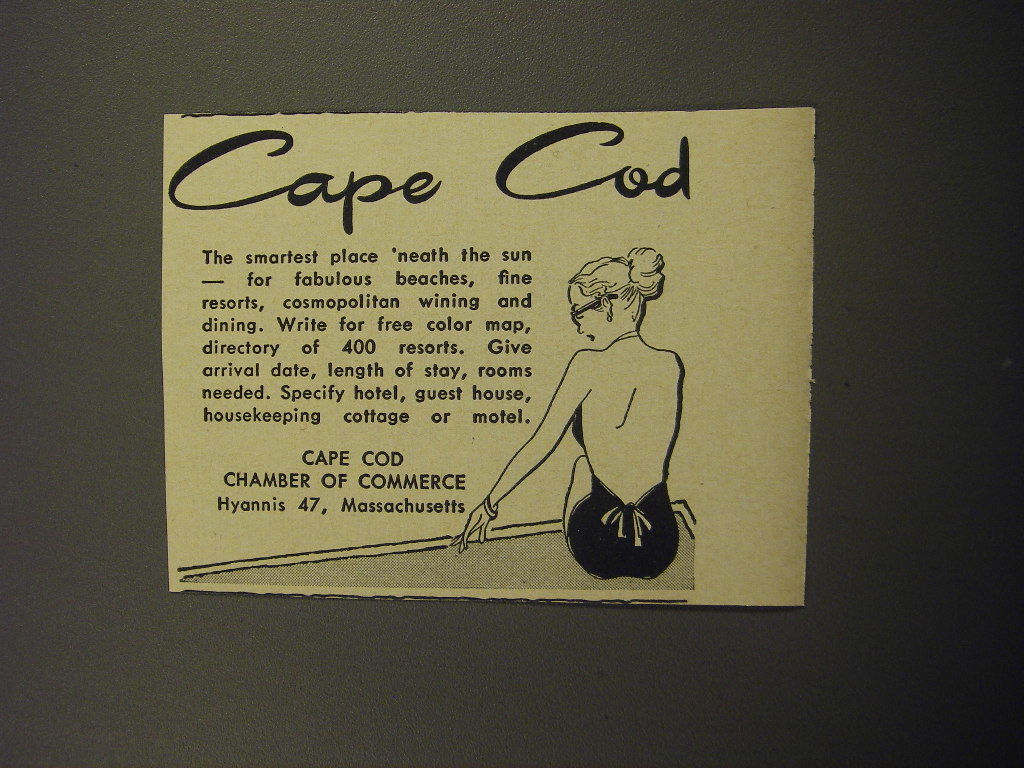 Cape Cod
The smartest place 'neath the sun
— for fabulous beaches, fine
resorts, cosmopolitan wining and
dining. Write for free color map,
directory of 400 resorts. Give
arrival date, length of stay, rooms
needed. Specify hotel, guest house,
housekeeping cottage or motel.
CAPE COD
CHAMBER OF COMMERCE
Hyannis 47, Massachusetts